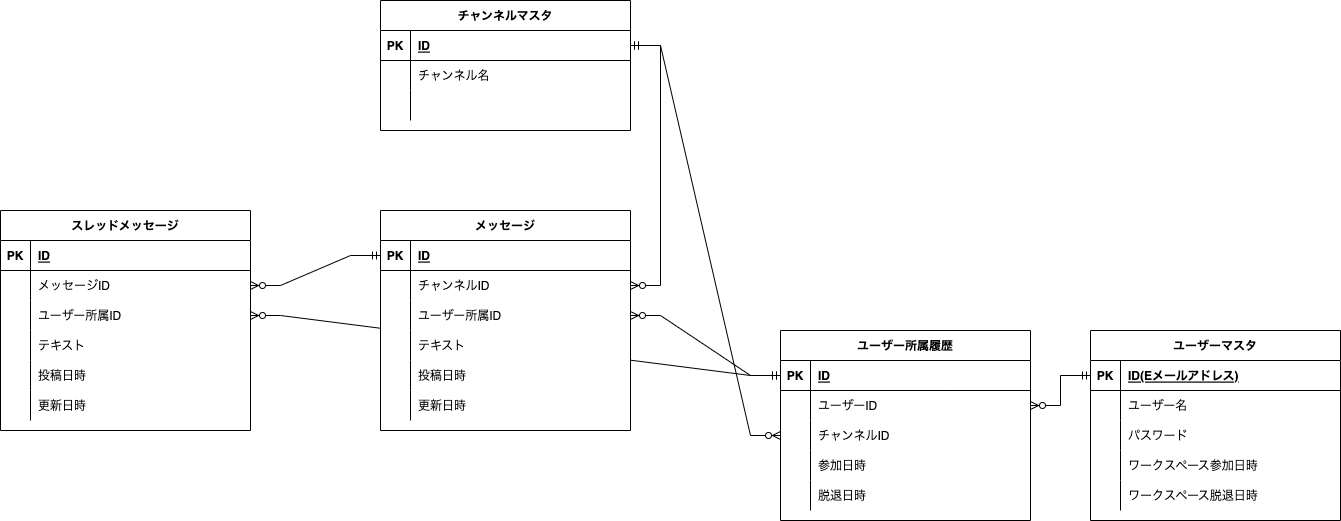 チャンネルマスタ
PK ID
チャンネル名
スレッドメッセージ
PK ID
メッセージID
ユーザー所属ID
テキスト
投稿日時
更新日時
メッセージ
PK ID
チャンネルID
ユーザー所属ID
テキスト
投稿日時
更新日時
ユーザー所属履歴
PK ID
ユーザーID
チャンネルID
参加日時
脱退日時
ユーザーマスタ
PK ID(Eメールアドレス)
ユーザー名
パスワード
ワークスペース参加日時
ワークスペース脱退日時